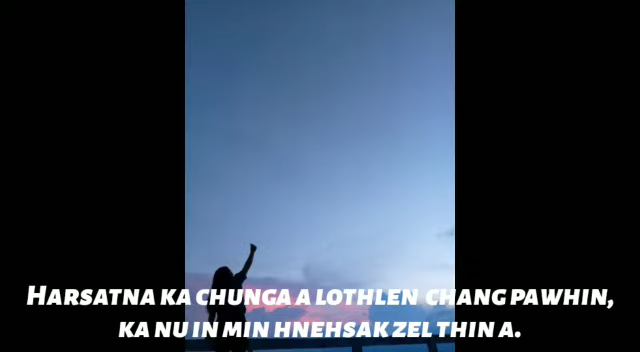 Harsatna ka chunga a lothlen chang pawhin,
ka nu in min hnehsak zel thin a.